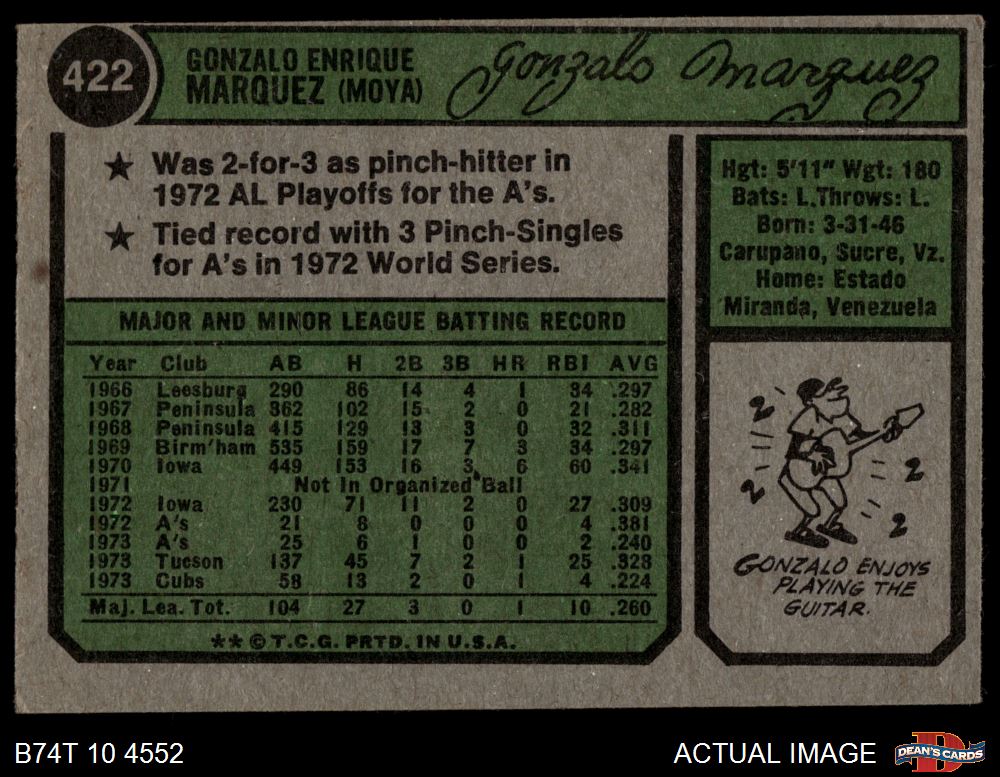 422
GONZALO ENRIQUE
MARQUEZ (MOYA)
Gonzalo Marquez
★ Was 2-for-3 as pinch-hitter in
1972 AL Playoffs for the A's.
★ Tied record with 3 Pinch-Singles
for A's in 1972 World Series.
Hgt: 5'11" Wgt: 180
Bats: L.Throws: L.
Born: 3-31-46
Carupano, Sucre, Vz.
Home: Estado
Miranda, Venezuela
MAJOR AND MINOR LEAGUE BATTING RECORD
Year Club AB H 2B 3B HR RBI AVG
1966 Leesburg 290 86 14 4 1 34 .297
1967 Peninsula 362 102 15 2 0 21 .282
1968 Peninsula 415 129 13 3 0 32 .311
1969 Birm'ham 535 159 17 7 3 34 .297
1970 Iowa 449 153 16 3 6 60 .341
1971 Not In Organized Ball
1972 Iowa 230 71 11 2 0 27 .309
1972 A's 21 8 0 0 0 4 .381
1973 A's 25 6 1 0 0 2 .240
1973 Tucson 137 45 7 2 1 25 .328
1973 Cubs 58 13 2 0 1 4 .224
Maj. Lea. Tot. 104 27 3 0 1 10 .260
** © T.C.G. PRTD. IN U.S.A.
GONZALO ENJOYS
PLAYING THE
GUITAR.
B74T 10 4552
ACTUAL IMAGE
DEAN'S CARDS